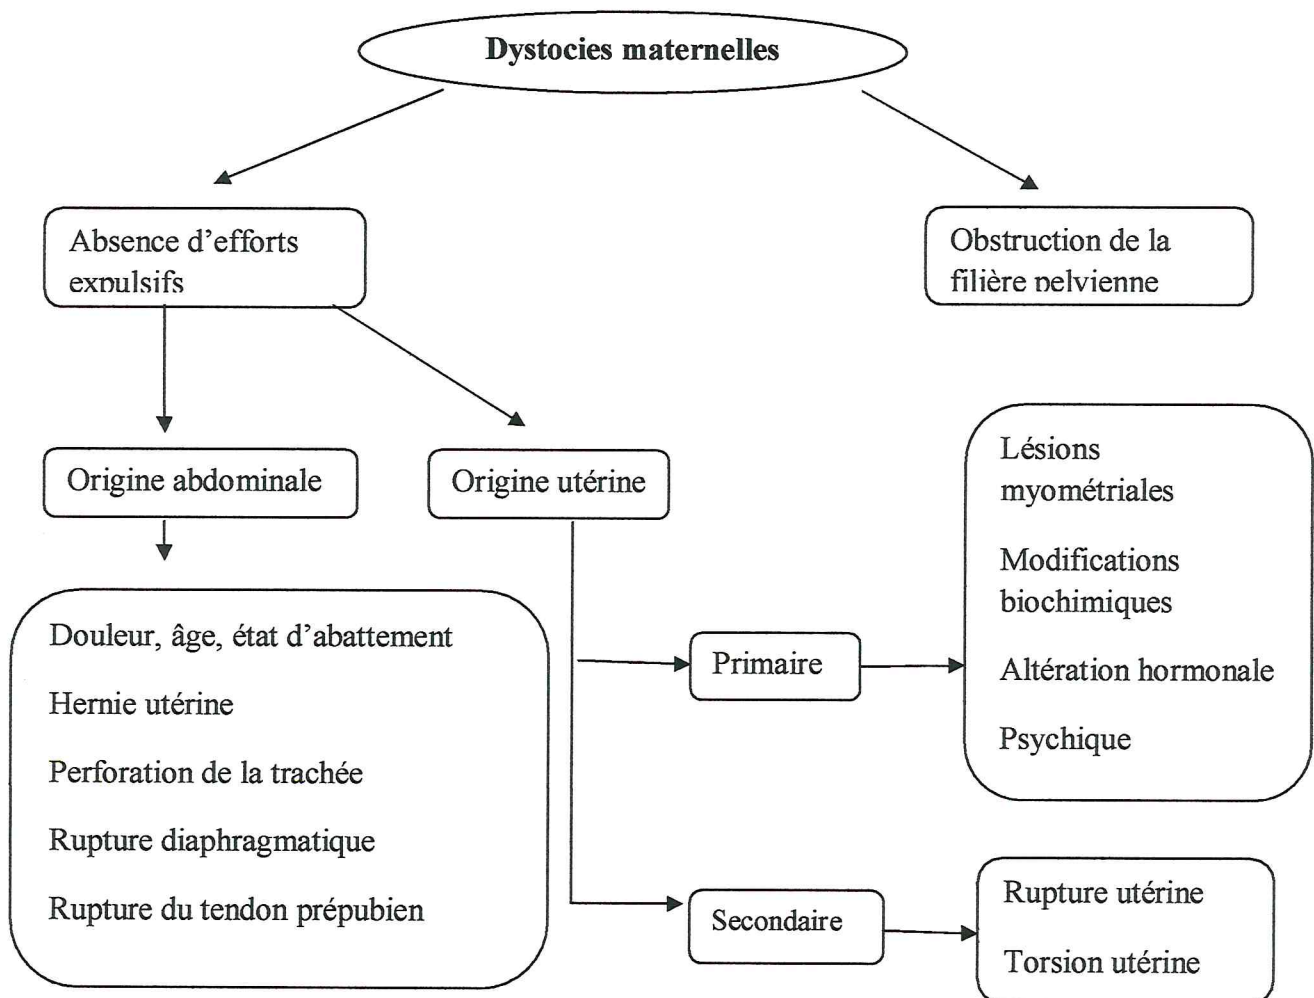 Dystocies maternelles
Absence d’efforts
expulsifs
Obstruction de la
filière pelvienne
Origine abdominale
Origine utérine
Douleur, âge, état d’abattement
Hernie utérine
Perforation de la trachée
Rupture diaphragmatique
Rupture du tendon prépubien
Primaire
Lésions
myométriales
Modifications
biochimiques
Altération hormonale
Psychique
Secondaire
Rupture utérine
Torsion utérine